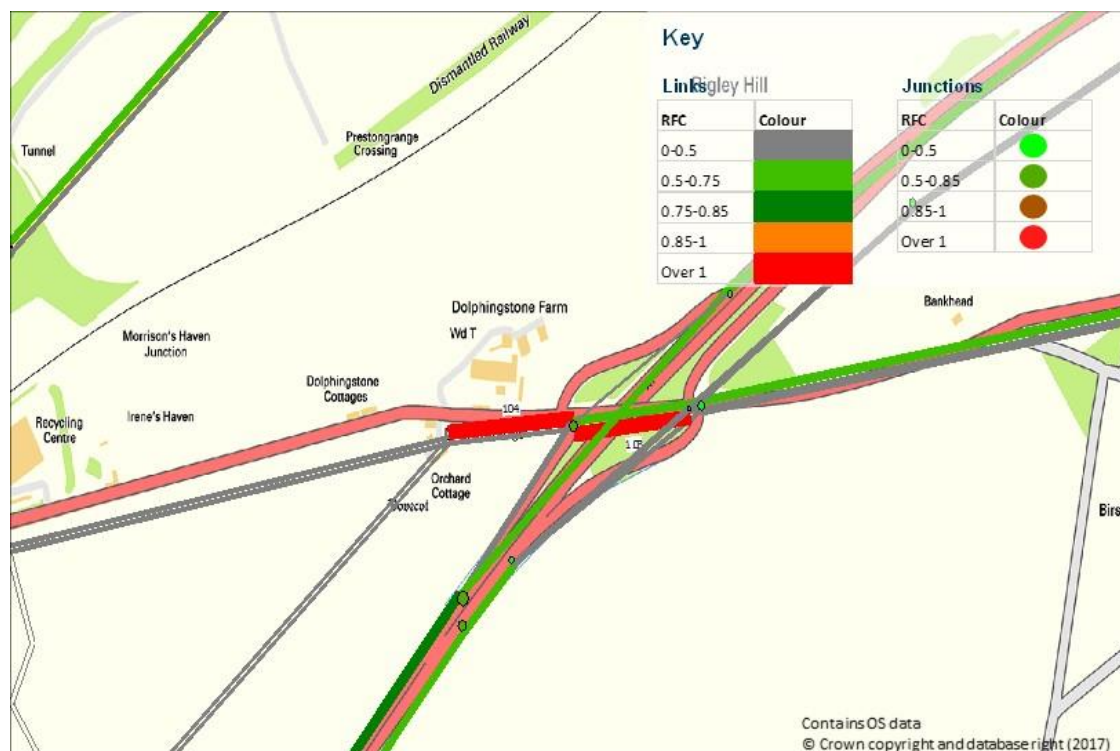 Key
Links
Rigley Hill
Junctions
RFC Colour
RFC Colour
0-0.5
0-0.5
0.5-0.75
0.5-0.85
0.75-0.85
0.85-1
0.85-1
Over 1
Over 1
Dismantled Railway
Tunnel
Prestongrange
Crossing
Dolphingstone Farm
Wd T
Bankhead
Morrison's Haven
Junction
Dolphingstone
Cottages
104
Irene's Haven
Recycling
Centre
Orchard
Cottage
Birs
Contains OS data
© Crown copyright and database right (2017)